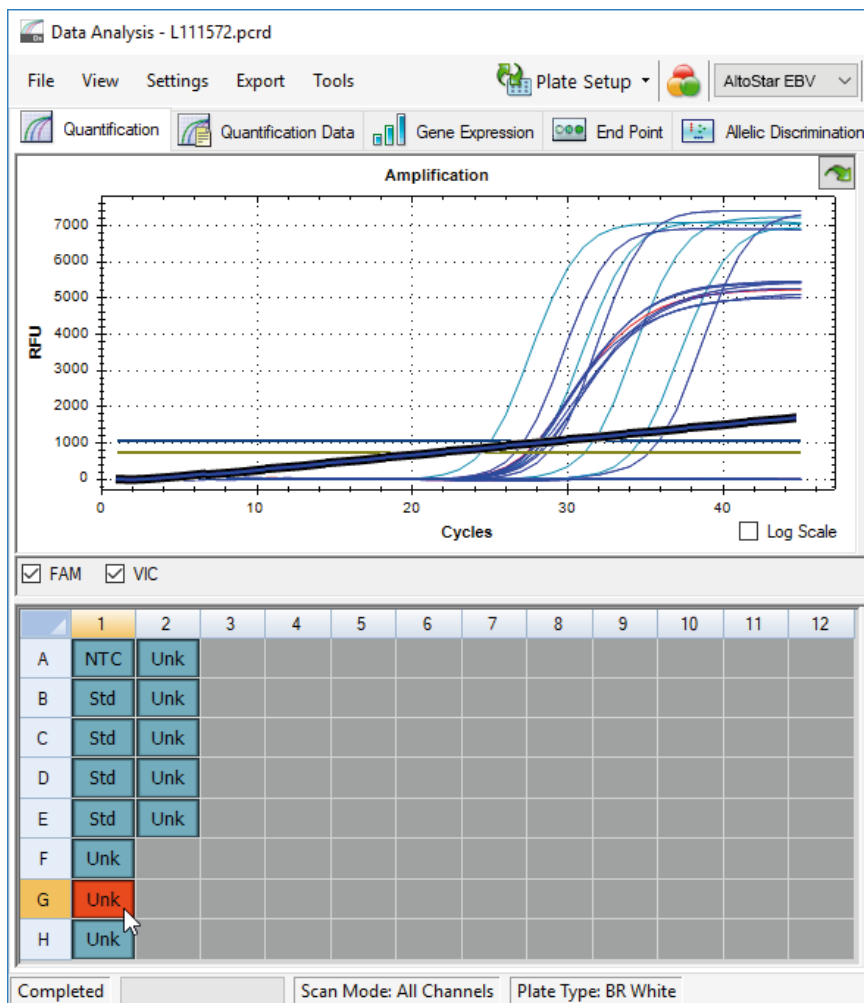 Data Analysis - L111572.pcrd
File View Settings Export Tools Plate Setup AltoStar EBV
Quantification Quantification Data Gene Expression End Point Allelic Discrimination
Amplification
7000
6000
5000
4000
3000
2000
1000
0
RFU
0 10 20 30 40
Cycles
Log Scale
FAM VIC
1 2 3 4 5 6 7 8 9 10 11 12
A NTC Unk
B Std Unk
C Std Unk
D Std Unk
E Std Unk
F Unk
G Unk
H Unk
Completed Scan Mode: All Channels Plate Type: BR White